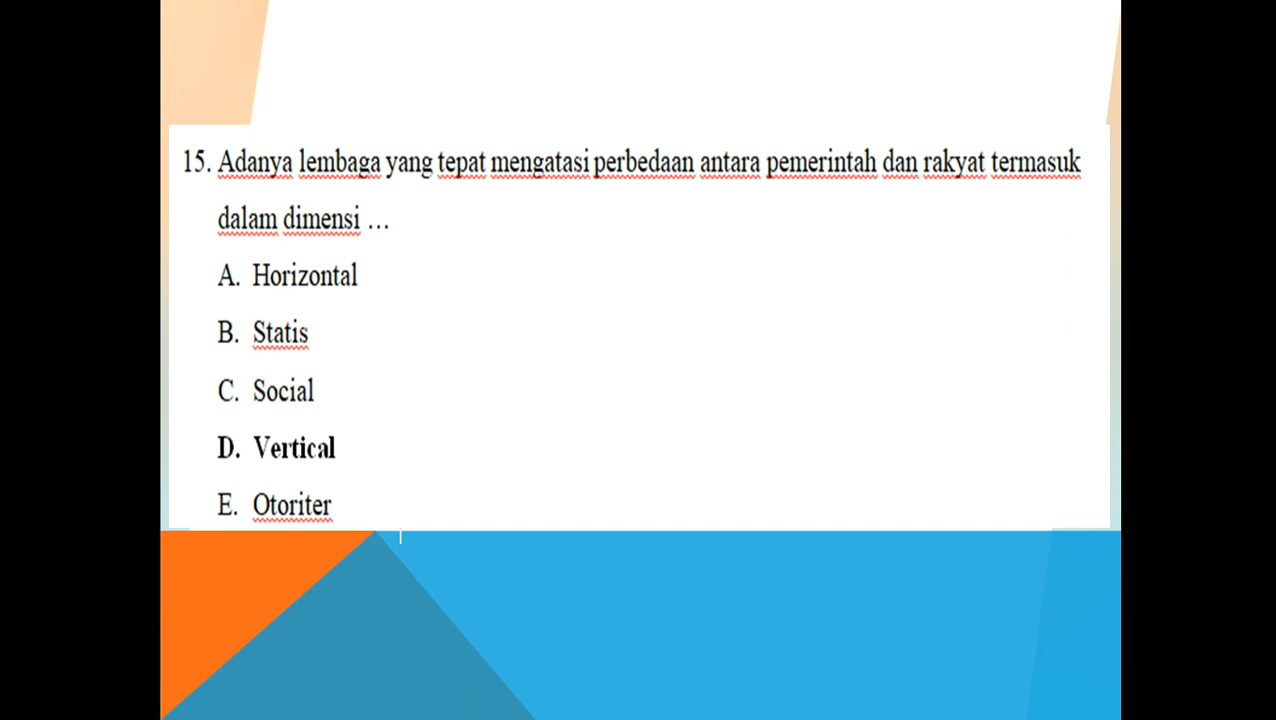 15. Adanya lembaga yang tepat mengatasi perbedaan antara pemerintah dan rakyat termasuk
dalam dimensi …
A. Horizontal
B. Statis
C. Social
D. Vertical
E. Otoriter